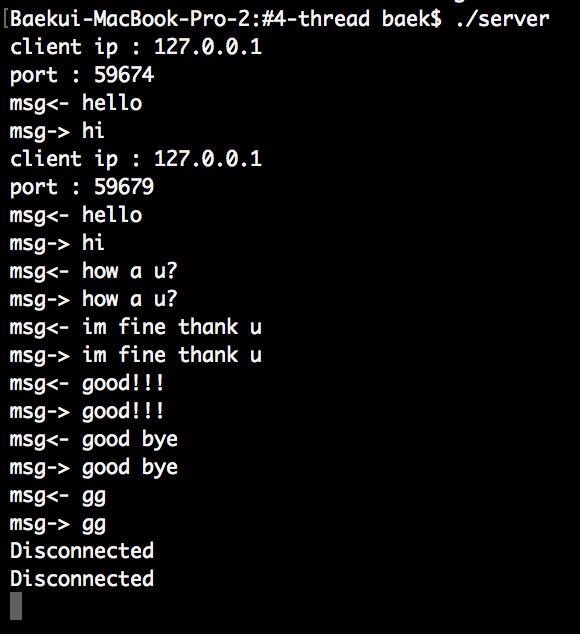 [Baekui-MacBook-Pro-2:#4-thread baek$ ./server
client ip : 127.0.0.1
port : 59674
msg<- hello
msg-> hi
client ip : 127.0.0.1
port : 59679
msg<- hello
msg-> hi
msg<- how a u?
msg-> how a u?
msg<- im fine thank u
msg-> im fine thank u
msg<- good!!!
msg-> good!!!
msg<- good bye
msg-> good bye
msg<- gg
msg-> gg
Disconnected
Disconnected